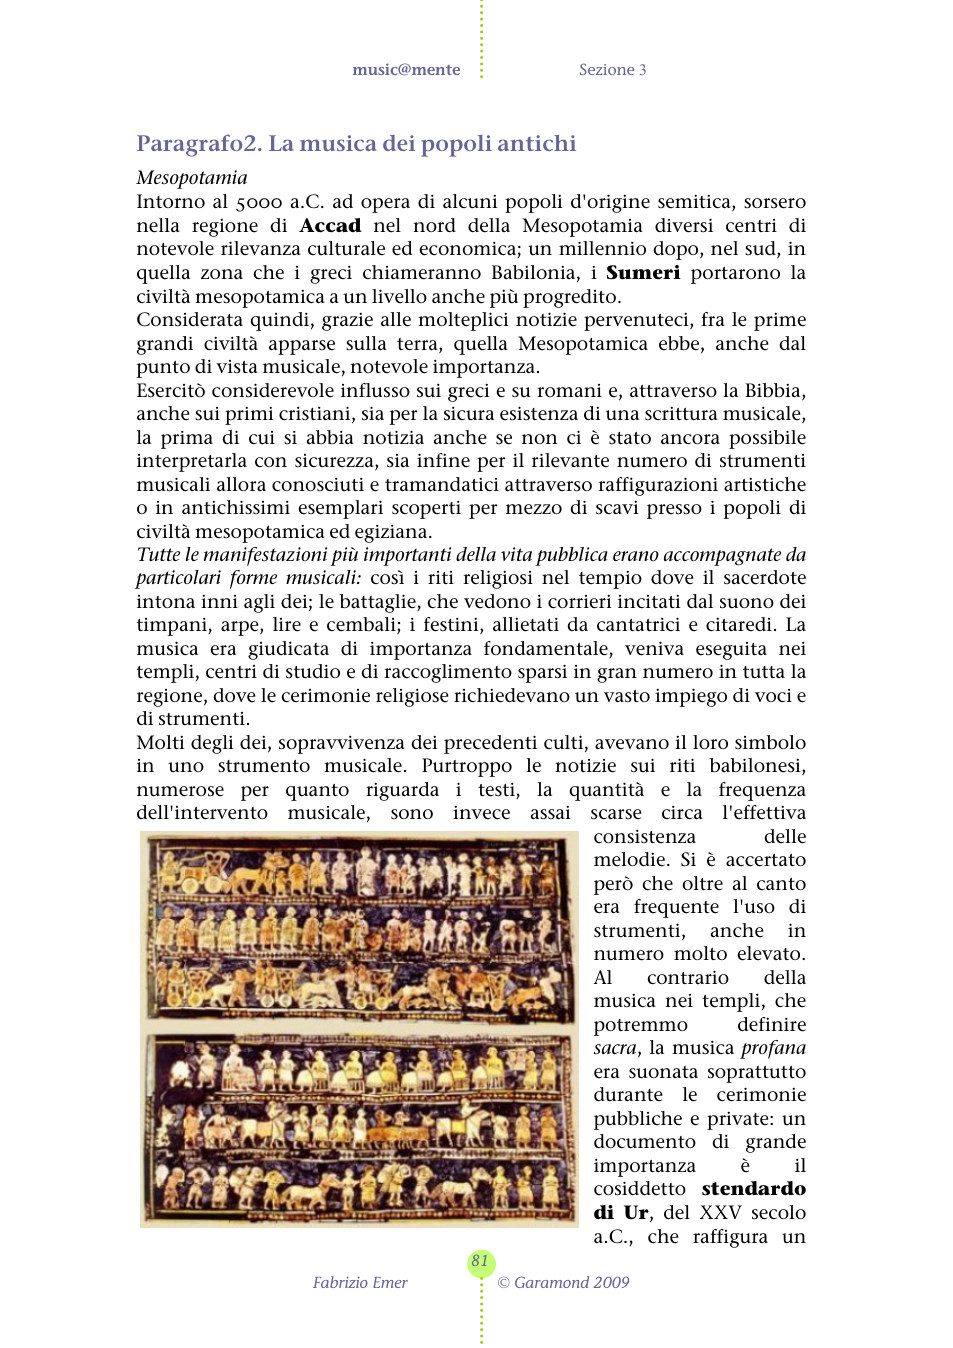 music@mente Sezione 3
Paragrafo2. La musica dei popoli antichi
Mesopotamia
Intorno al 5000 a.C. ad opera di alcuni popoli d'origine semitica, sorsero
nella regione di Accad nel nord della Mesopotamia diversi centri di
notevole rilevanza culturale ed economica; un millennio dopo, nel sud, in
quella zona che i greci chiameranno Babilonia, i Sumeri portarono la
civiltà mesopotamica a un livello anche più progredito.
Considerata quindi, grazie alle molteplici notizie pervenuteci, fra le prime
grandi civiltà apparse sulla terra, quella Mesopotamica ebbe, anche dal
punto di vista musicale, notevole importanza.
Esercitò considerevole influsso sui greci e su romani e, attraverso la Bibbia,
anche sui primi cristiani, sia per la sicura esistenza di una scrittura musicale,
la prima di cui si abbia notizia anche se non ci è stato ancora possibile
interpretarla con sicurezza, sia infine per il rilevante numero di strumenti
musicali allora conosciuti e tramandatici attraverso raffigurazioni artistiche
o in antichissimi esemplari scoperti per mezzo di scavi presso i popoli di
civiltà mesopotamica ed egiziana.
Tutte le manifestazioni più importanti della vita pubblica erano accompagnate da
particolari forme musicali: così i riti religiosi nel tempio dove il sacerdote
intona inni agli dei; le battaglie, che vedono i corrieri incitati dal suono dei
timpani, arpe, lire e cembali; i festini, allietati da cantatrici e citaredi. La
musica era giudicata di importanza fondamentale, veniva eseguita nei
templi, centri di studio e di raccoglimento sparsi in gran numero in tutta la
regione, dove le cerimonie religiose richiedevano un vasto impiego di voci e
di strumenti.
Molti degli dei, sopravvivenza dei precedenti culti, avevano il loro simbolo
in uno strumento musicale. Purtroppo le notizie sui riti babilonesi,
numerose per quanto riguarda i testi, la quantità e la frequenza
dell'intervento musicale, sono invece assai scarse circa l'effettiva
consistenza delle
melodie. Si è accertato
però che oltre al canto
era frequente l'uso di
strumenti, anche in
numero molto elevato.
Al contrario della
musica nei templi, che
potremmo definire
sacra, la musica profana
era suonata soprattutto
durante le cerimonie
pubbliche e private: un
documento di grande
importanza è il
cosiddetto stendardo
di Ur, del XXV secolo
a.C., che raffigura un
81
Fabrizio Emer © Garamond 2009